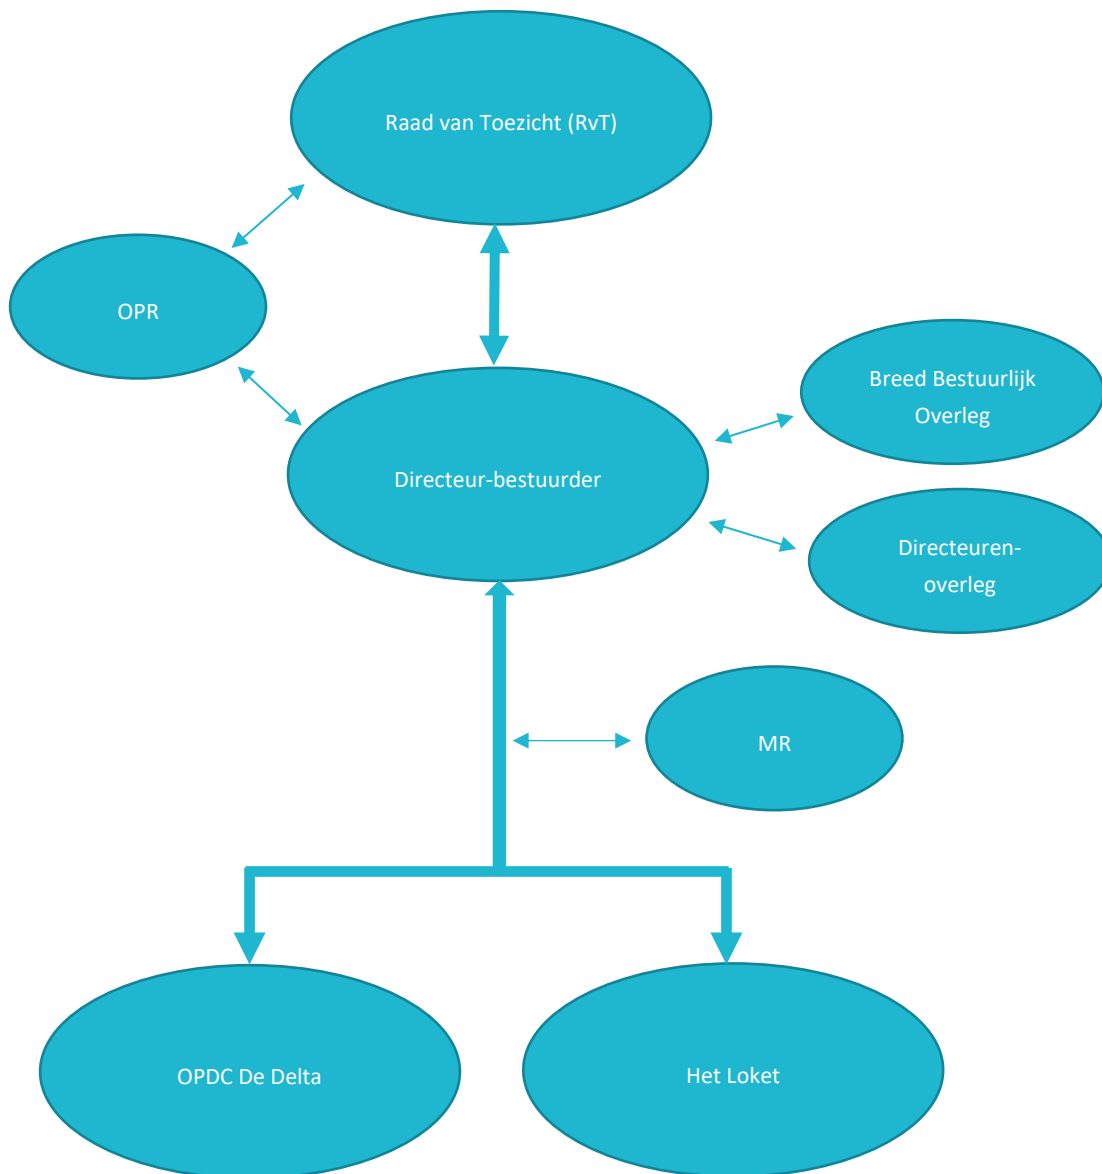 Raad van Toezicht (RvT)
OPR
Breed Bestuurlijk
Overleg
Directeur-bestuurder
Directeuren-
overleg
MR
OPDC De Delta
Het Loket